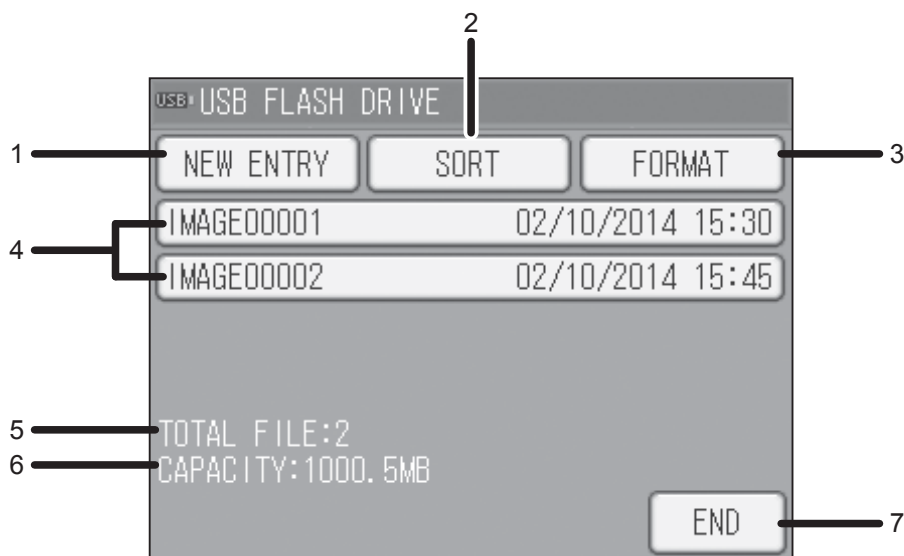 2
USB USB FLASH DRIVE
1 NEW ENTRY SORT FORMAT 3
IMAGE00001 02/10/2014 15:30
4
IMAGE00002 02/10/2014 15:45
5 TOTAL FILE:2
6 CAPACITY:1000.5MB
END 7